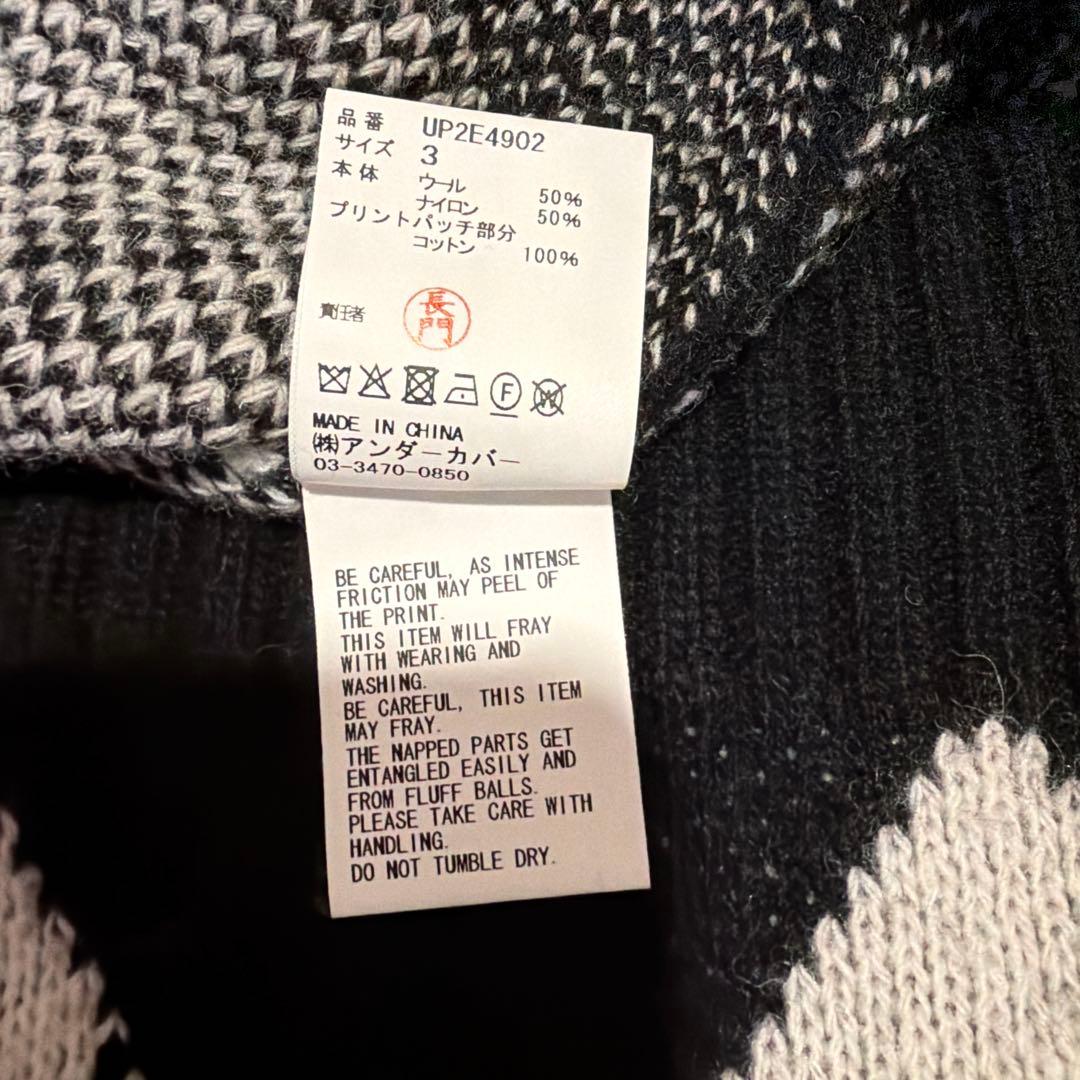 品番 UP2E4902
サイズ 3
本体 ウール 50%
ナイロン 50%
プリントパッチ部分
コットン 100%
責任者 長門
F W
MADE IN CHINA
㈱アンダーカバー
03-3470-0850
BE CAREFUL, AS INTENSE
FRICTION MAY PEEL OF
THE PRINT.
THIS ITEM WILL FRAY
WITH WEARING AND
WASHING.
BE CAREFUL, THIS ITEM
MAY FRAY.
THE NAPPED PARTS GET
ENTANGLED EASILY AND
FROM FLUFF BALLS.
PLEASE TAKE CARE WITH
HANDLING.
DO NOT TUMBLE DRY.